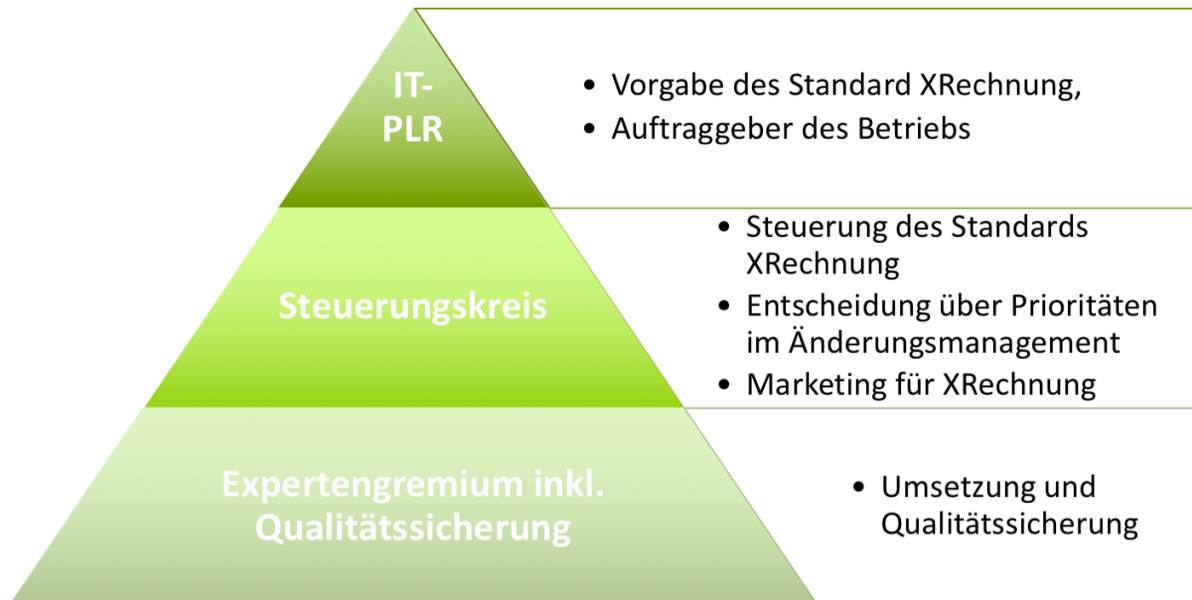 IT-
PLR
• Vorgabe des Standard XRechnung,
• Auftraggeber des Betriebs
Steuerungskreis
• Steuerung des Standards
XRechnung
• Entscheidung über Prioritäten
im Änderungsmanagement
• Marketing für XRechnung
Expertengremium inkl.
Qualitätssicherung
• Umsetzung und
Qualitätssicherung